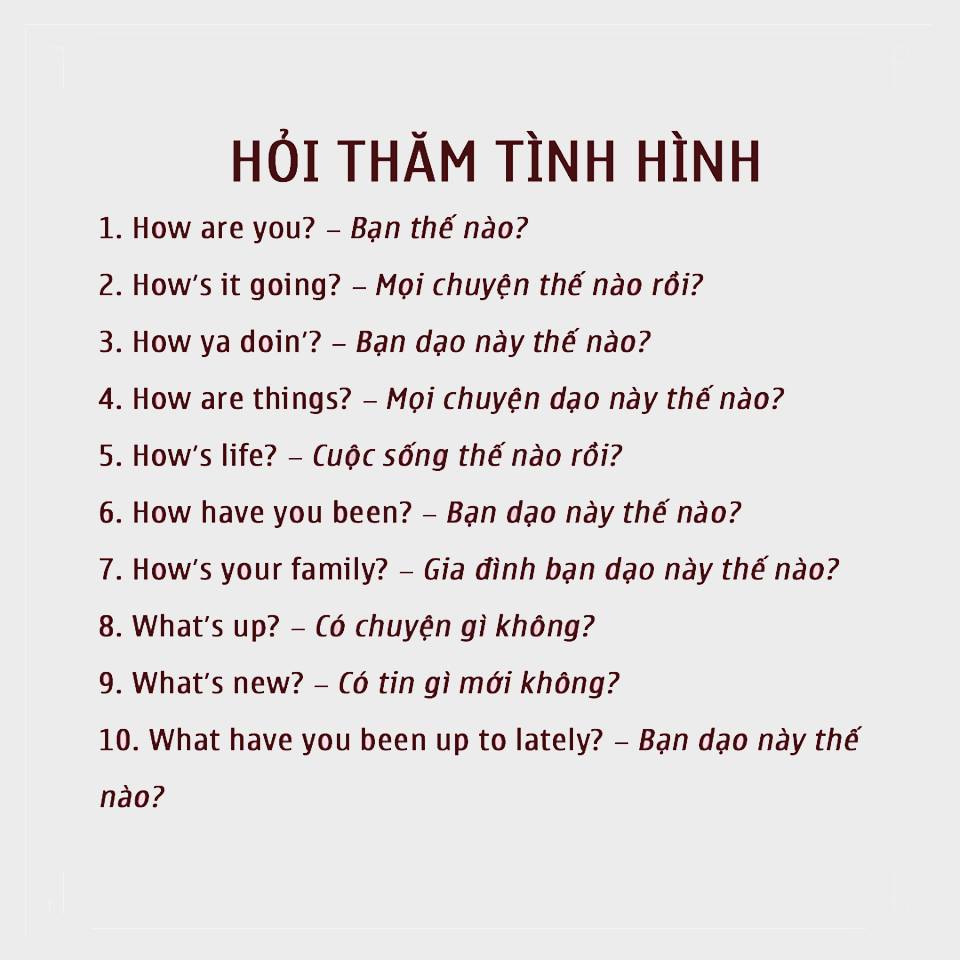 HỎI THĂM TÌNH HÌNH
1. How are you? – Bạn thế nào?
2. How's it going? – Mọi chuyện thế nào rồi?
3. How ya doin'? – Bạn dạo này thế nào?
4. How are things? – Mọi chuyện dạo này thế nào?
5. How's life? – Cuộc sống thế nào rồi?
6. How have you been? – Bạn dạo này thế nào?
7. How's your family? – Gia đình bạn dạo này thế nào?
8. What's up? – Có chuyện gì không?
9. What's new? – Có tin gì mới không?
10. What have you been up to lately? – Bạn dạo này thế
nào?